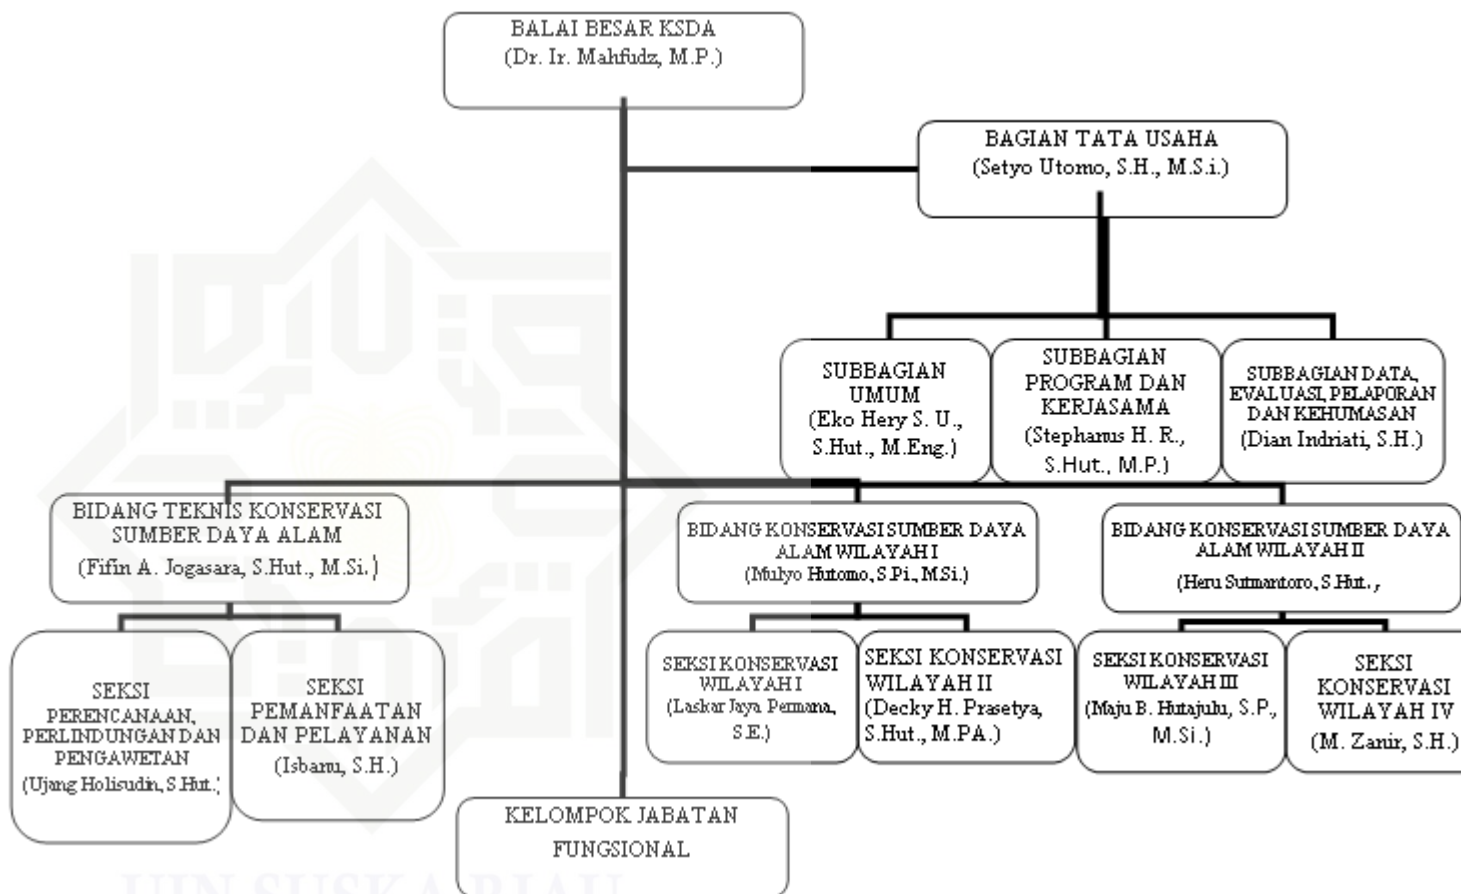 BALAI BESAR KSDA
(Dr. Ir. Mahfudz, M.P.)
BAGIAN TATA USAHA
(Setyo Utomo, S.H., M.S.i.)
SUBBAGIAN
UMUM
(Eko Hery S. U.,
S.Hut., M.Eng.)
SUBBAGIAN
PROGRAM DAN
KERJASAMA
(Stephanus H. R.,
S.Hut., M.P.)
SUBBAGIAN DATA,
EVALUASI, PELAPORAN
DAN KEHUMASAN
(Dian Indriati, S.H.)
BIDANG TEKNIS KONSERVASI
SUMBER DAYA ALAM
(Fifin A. Jogasara, S.Hut., M.Si.)
BIDANG KONSERVASI SUMBER DAYA
ALAM WILAYAH I
(Mulyo Hutomo, S.Pi., M.Si.)
BIDANG KONSERVASI SUMBER DAYA
ALAM WILAYAH II
(Heru Sutmantoro, S.Hut.,
SEKSI
PERENCANAAN,
PERLINDUNGAN DAN
PENGAWETAN
(Ujang Holisudin, S.Hut.)
SEKSI
PEMANFAATAN
DAN PELAYANAN
(Isbanu, S.H.)
SEKSI KONSERVASI
WILAYAH I
(Laskar Jaya Permana,
S.E.)
SEKSI KONSERVASI
WILAYAH II
(Decky H. Prasetya,
S.Hut., M.PA.)
SEKSI KONSERVASI
WILAYAH III
(Maju B. Hutajulu, S.P.,
M.Si.)
SEKSI
KONSERVASI
WILAYAH IV
(M. Zanir, S.H.)
KELOMPOK JABATAN
FUNGSIONAL
UIN SUSKA RIAU